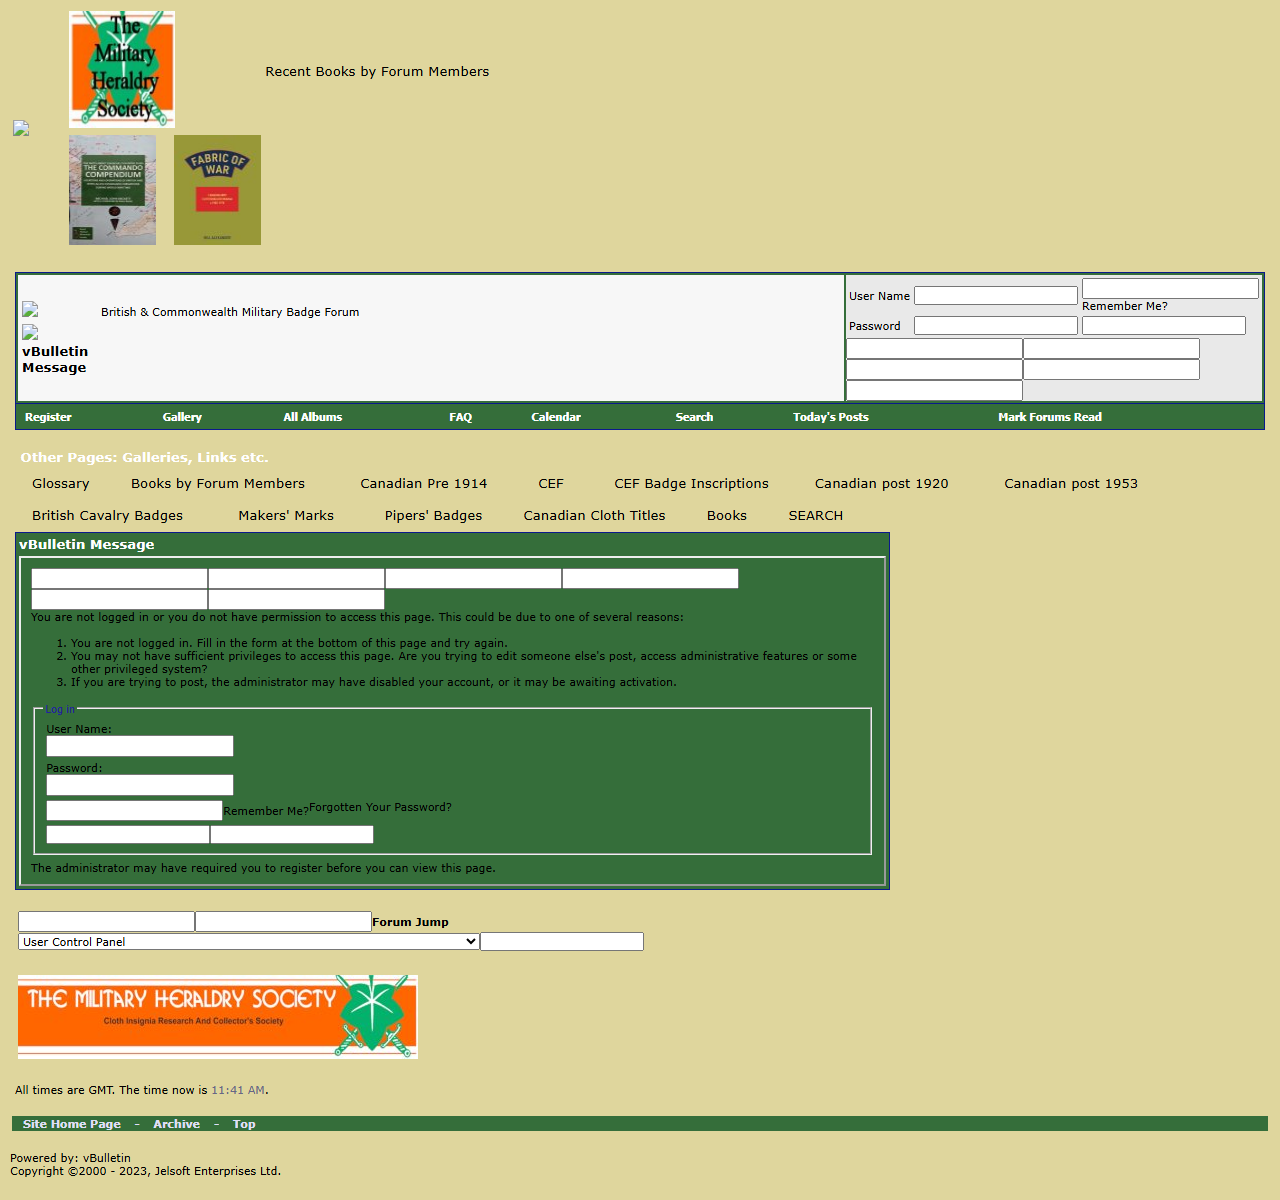 The
Military
Heraldry
Society
Recent Books by Forum Members
THE COMMANDO
COMPENDIUM
FABRIC OF
WAR
British & Commonwealth Military Badge Forum
vBulletin
Message
User Name
Remember Me?
Password
Register Gallery All Albums FAQ Calendar Search Today's Posts Mark Forums Read
Other Pages: Galleries, Links etc.
Glossary Books by Forum Members Canadian Pre 1914 CEF CEF Badge Inscriptions Canadian post 1920 Canadian post 1953
British Cavalry Badges Makers' Marks Pipers' Badges Canadian Cloth Titles Books SEARCH
vBulletin Message
You are not logged in or you do not have permission to access this page. This could be due to one of several reasons:
1. You are not logged in. Fill in the form at the bottom of this page and try again.
2. You may not have sufficient privileges to access this page. Are you trying to edit someone else's post, access administrative features or some
other privileged system?
3. If you are trying to post, the administrator may have disabled your account, or it may be awaiting activation.
Log in
User Name:
Password:
Remember Me? Forgotten Your Password?
The administrator may have required you to register before you can view this page.
Forum Jump
User Control Panel
THE MILITARY HERALDRY SOCIETY
Cloth Insignia Research And Collector's Society
All times are GMT. The time now is 11:41 AM.
Site Home Page - Archive - Top
Powered by: vBulletin
Copyright ©2000 - 2023, Jelsoft Enterprises Ltd.